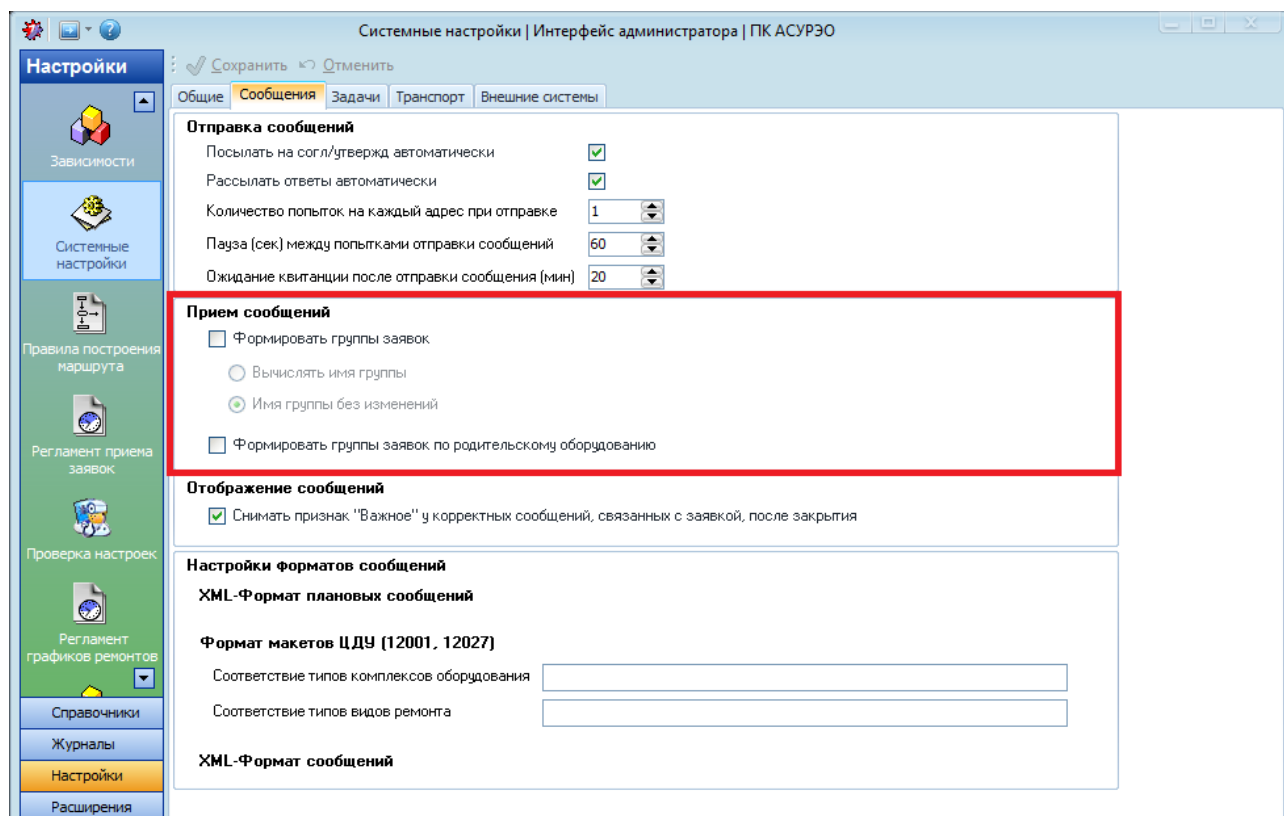 Системные настройки | Интерфейс администратора | ПК АСУРЭО
Настройки
Сохранить Отменить
Общие Сообщения Задачи Транспорт Внешние системы
Зависимости
Системные
настройки
Правила построения
маршрута
Регламент приема
заявок
Проверка настроек
Регламент
графиков ремонтов
Справочники
Журналы
Настройки
Расширения
Отправка сообщений
Посылать на согл/утвержд автоматически
Рассылать ответы автоматически
Количество попыток на каждый адрес при отправке 1
Пауза (сек) между попытками отправки сообщений 60
Ожидание квитанции после отправки сообщения (мин) 20
Прием сообщений
Формировать группы заявок
Вычислять имя группы
Имя группы без изменений
Формировать группы заявок по родительскому оборудованию
Отображение сообщений
Снимать признак "Важное" у корректных сообщений, связанных с заявкой, после закрытия
Настройки форматов сообщений
XML-Формат плановых сообщений
Формат макетов ЦДУ (12001, 12027)
Соответствие типов комплексов оборудования
Соответствие типов видов ремонта
XML-Формат сообщений